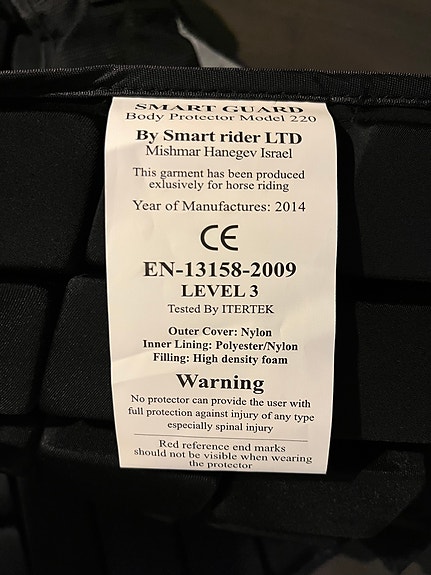 SMART GUARD
Body Protector Model 220
By Smart rider LTD
Mishmar Hanegev Israel
This garment has been produced
exlusively for horse riding
Year of Manufactures: 2014
CE
EN-13158-2009
LEVEL 3
Tested By ITERTEK
Outer Cover: Nylon
Inner Lining: Polyester/Nylon
Filling: High density foam
Warning
No protector can provide the user with
full protection against injury of any type
especially spinal injury
Red reference end marks
should not be visible when wearing
the protector